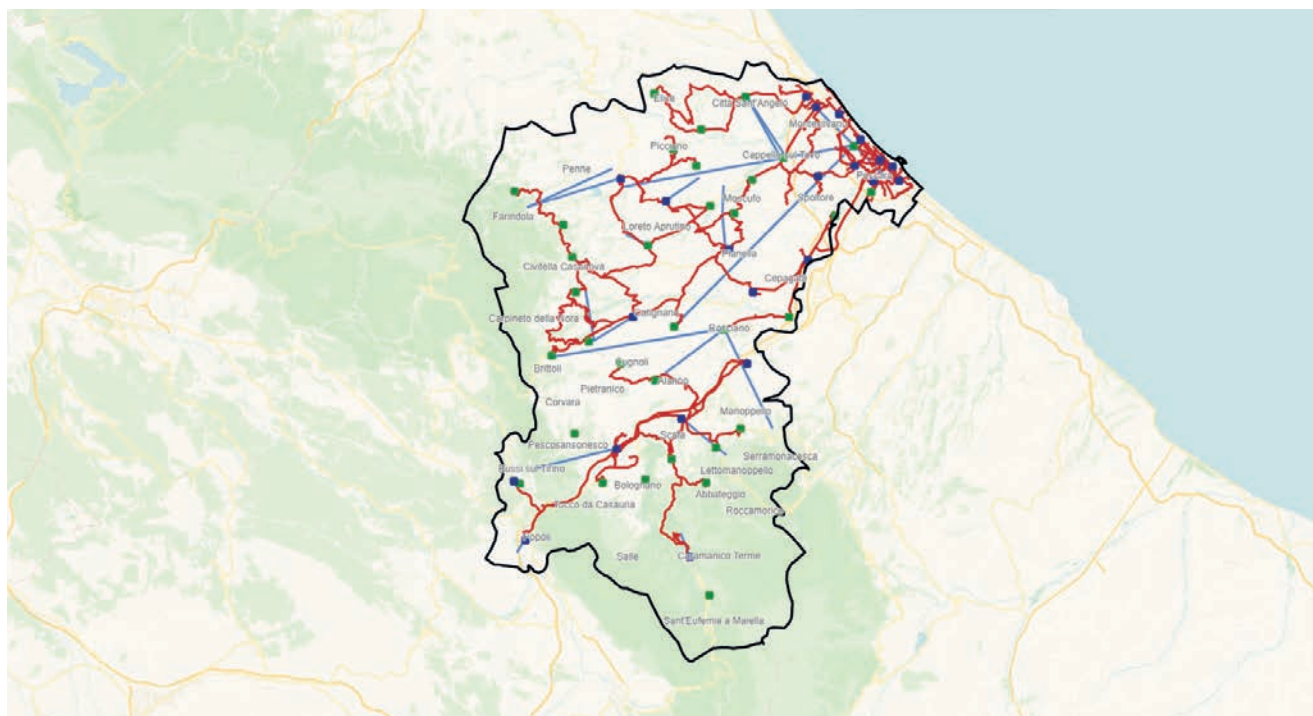 Elice
Città Sant'Angelo
Montesilvano
Picciano
Cappelle sul Tavo
Penne
Pescara
Moscufo
Spoltore
Farindola
Loreto Aprutino
Pianella
Civitella Casanova
Cepagatti
Carpineto della Nora
Catignano
Rosciano
Brittoli
Cugnoli
Alanno
Pietranico
Corvara
Manoppello
Scafa
Pescosansonesco
Serramonacesca
Bussi sul Tirino
Lettomanoppello
Bolognano
Abbateggio
Tocco da Casauria
Roccamorice
Popoli
Salle
Caramanico Terme
Sant'Eufemia a Maiella